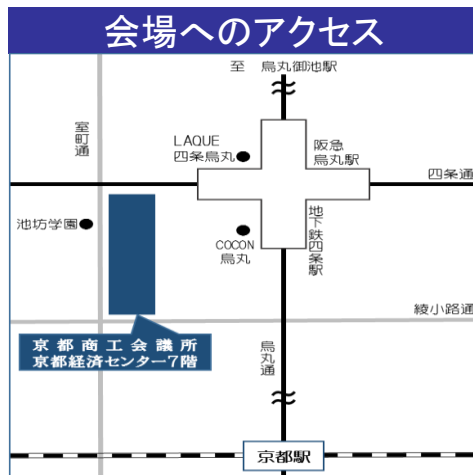 会場へのアクセス
至 烏丸御池駅
室町通
LAQUE
四条烏丸
阪急
烏丸駅
四条通
池坊学園
COCON
烏丸
地下鉄四条駅
綾小路通
京都商工会議所
京都経済センター7階
烏丸通
京都駅